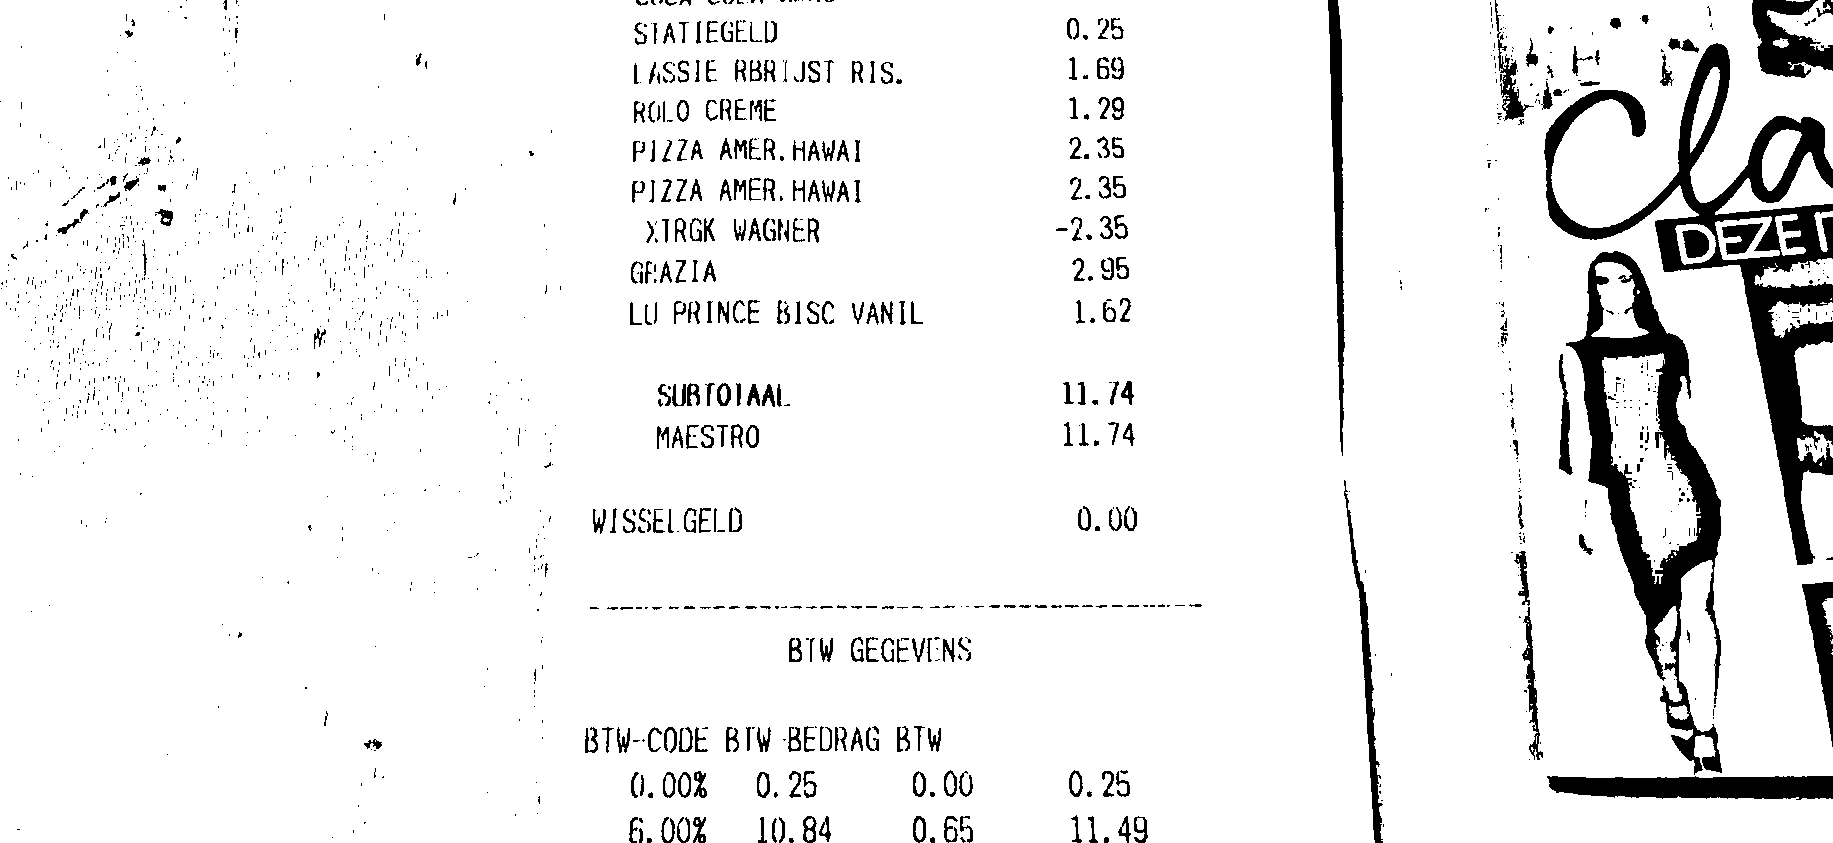 STATIEGELD 0.25
LASSIE RBRIJST RIS. 1.69
ROLO CREME 1.29
PIZZA AMER.HAWAI 2.35
PIZZA AMER.HAWAI 2.35
XTRGK WAGNER -2.35
GRAZIA 2.95
LU PRINCE BISC VANIL 1.62
SUBTOTAAL 11.74
MAESTRO 11.74
WISSELGELD 0.00
BTW GEGEVENS
BTW-CODE BTW-BEDRAG BTW
0.00% 0.25 0.00 0.25
6.00% 10.84 0.65 11.49
Cla
DEZE